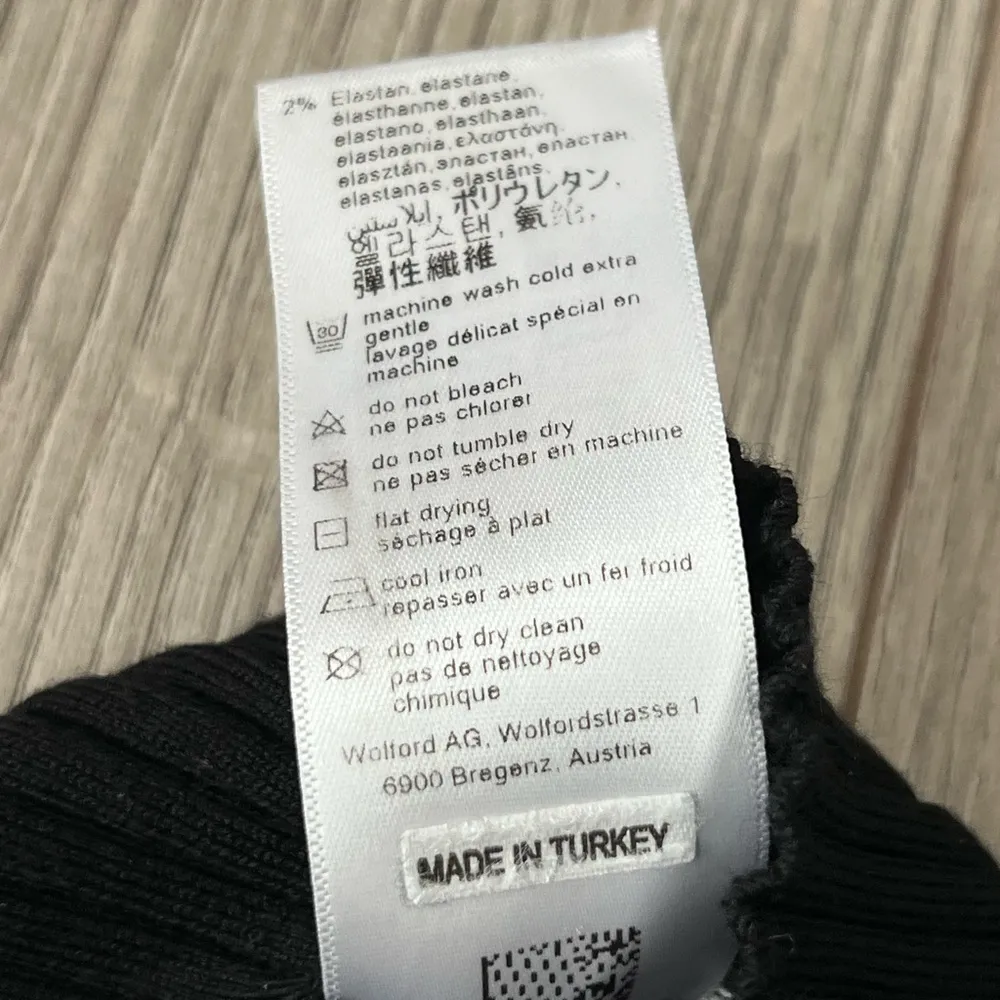 2% Elastan, elastane,
élasthanne, elastan,
elastano, elasthaan,
elastaania, ελαστάνη,
elasztán, эластан, еластан,
elastanas, elastāns,
ايلاستين, ポリウレタン,
엘라스탄, 氨纶,
彈性纖維
30 machine wash cold extra
gentle
lavage délicat spécial en
machine
do not bleach
ne pas chlorer
do not tumble dry
ne pas sécher en machine
flat drying
séchage à plat
cool iron
repasser avec un fer froid
do not dry clean
pas de nettoyage
chimique
Wolford AG, Wolfordstrasse 1
6900 Bregenz, Austria
MADE IN TURKEY